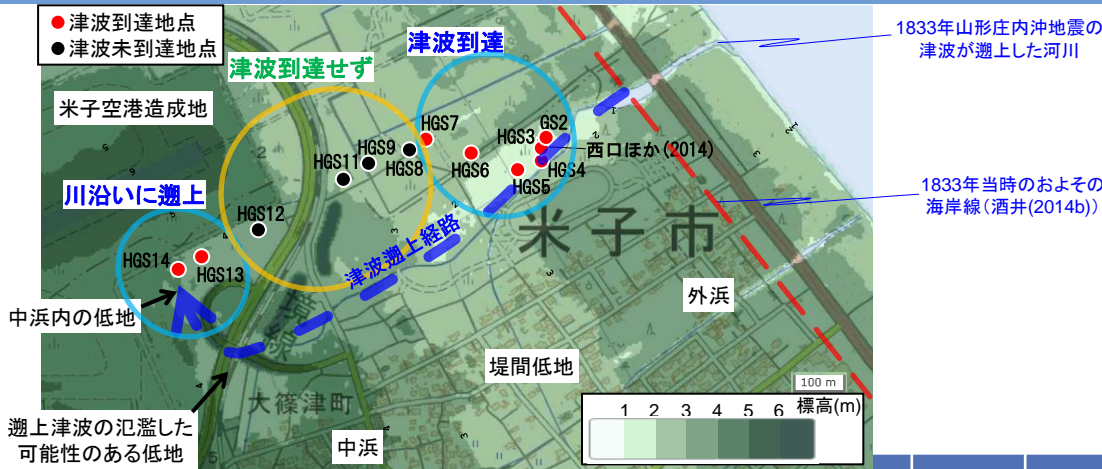 ● 津波到達地点
● 津波未到達地点
津波到達
津波到達せず
1833年山形庄内沖地震の
津波が遡上した河川
米子空港造成地
HGS7
GS2
HGS3
HGS9
HGS6
西口ほか(2014)
HGS11
HGS8
HGS4
HGS5
川沿いに遡上
1833年当時のおよその
海岸線(酒井(2014b))
HGS12
米子市
津波遡上経路
HGS14
HGS13
外浜
中浜内の低地
堤間低地
100 m
大篠津町
1 2 3 4 5 6 標高(m)
遡上津波の氾濫した
可能性のある低地
中浜